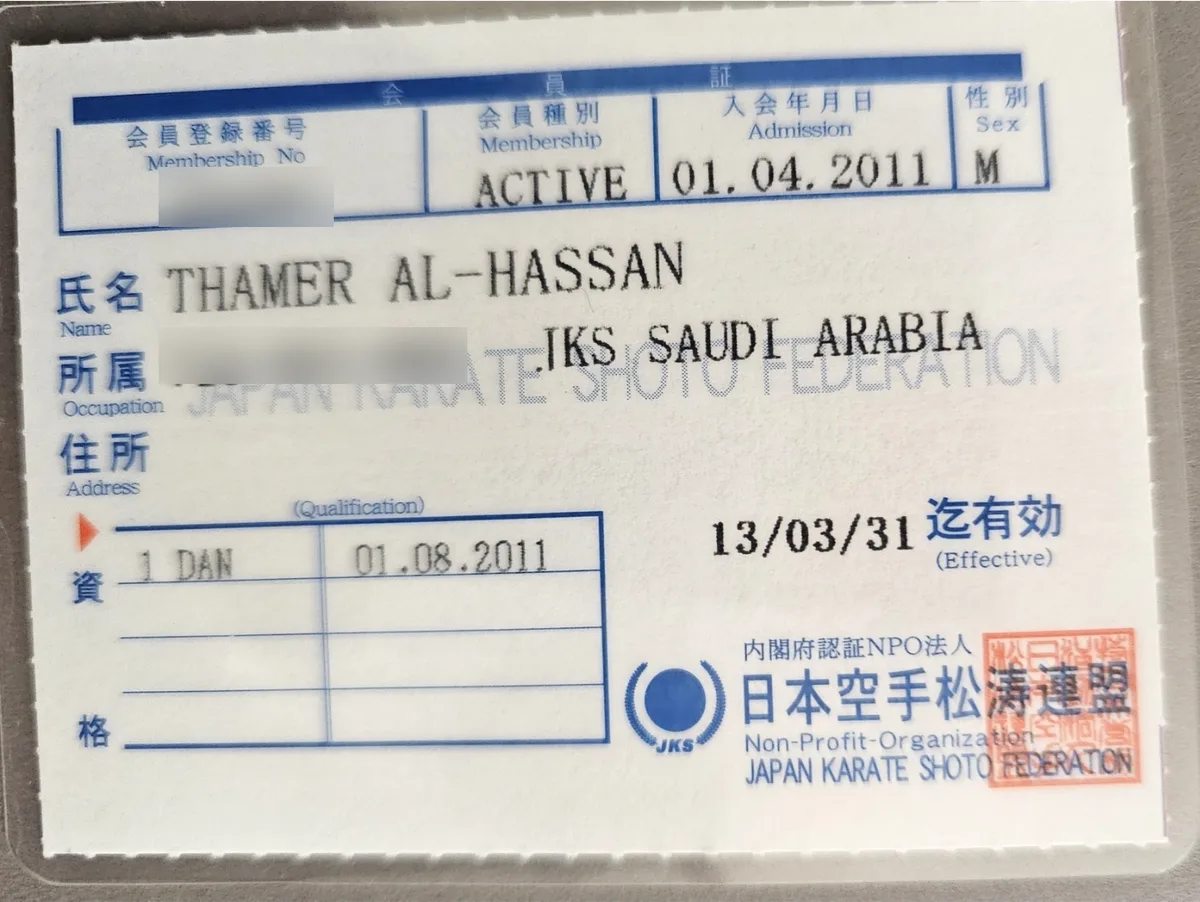 会員証
会員登録番号 会員種別 入会年月日 性別
Membership No Membership Admission Sex
ACTIVE 01.04.2011 M
氏名 THAMER AL-HASSAN
Name
所属 JKS SAUDI ARABIA
Occupation
JAPAN KARATE SHOTO FEDERATION
住所
Address
(Qualification)
資格
1 DAN 01.08.2011
13/03/31 迄有効
(Effective)
内閣府認証NPO法人
日本空手松涛連盟
JKS
Non-Profit-Organization
JAPAN KARATE SHOTO FEDERATION